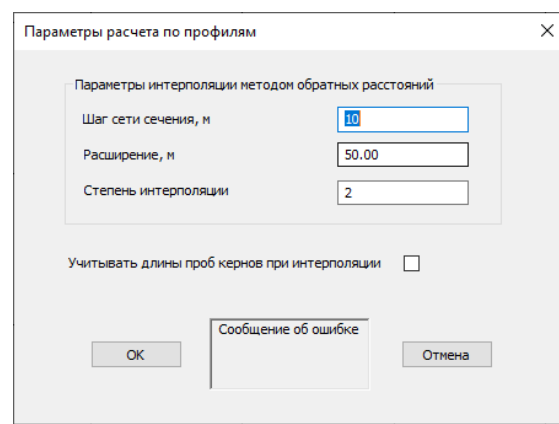 Параметры расчета по профилям
Параметры интерполяции методом обратных расстояний
Шаг сети сечения, м
10
Расширение, м
50.00
Степень интерполяции
2
Учитывать длины проб кернов при интерполяции
OK
Сообщение об ошибке
Отмена